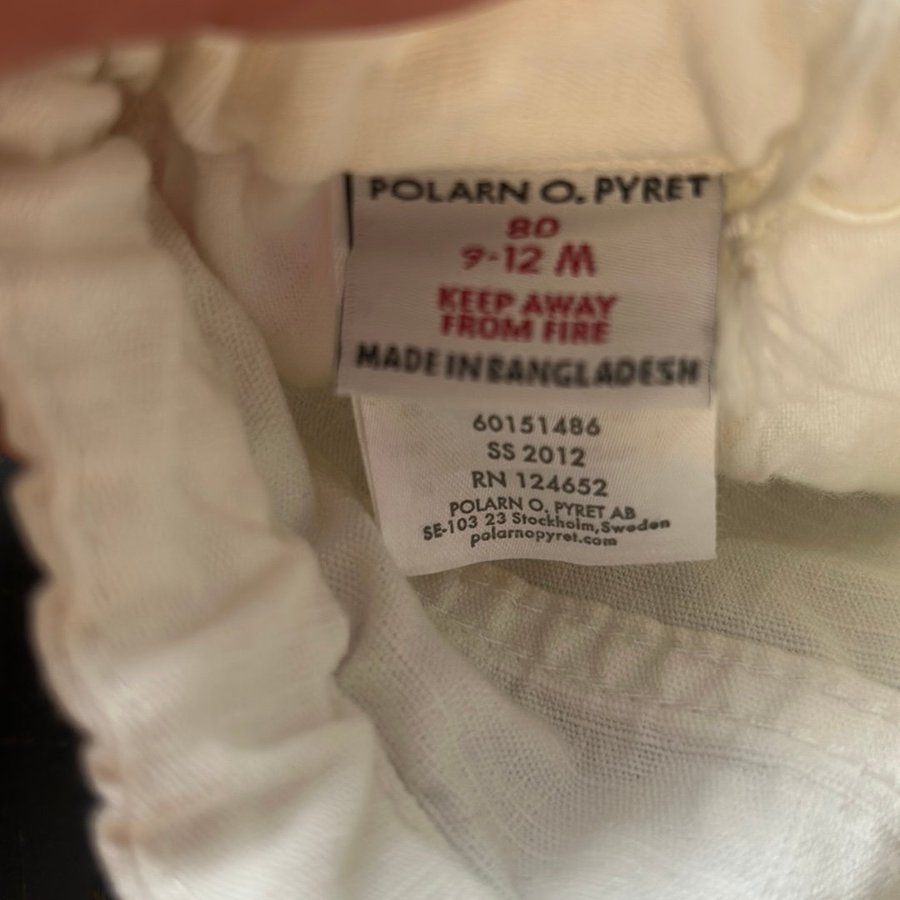 POLARN O. PYRET
80
9-12 M
KEEP AWAY
FROM FIRE
MADE IN BANGLADESH
60151486
SS 2012
RN 124652
POLARN O. PYRET AB
SE-103 23 Stockholm,Sweden
polarnopyret.com